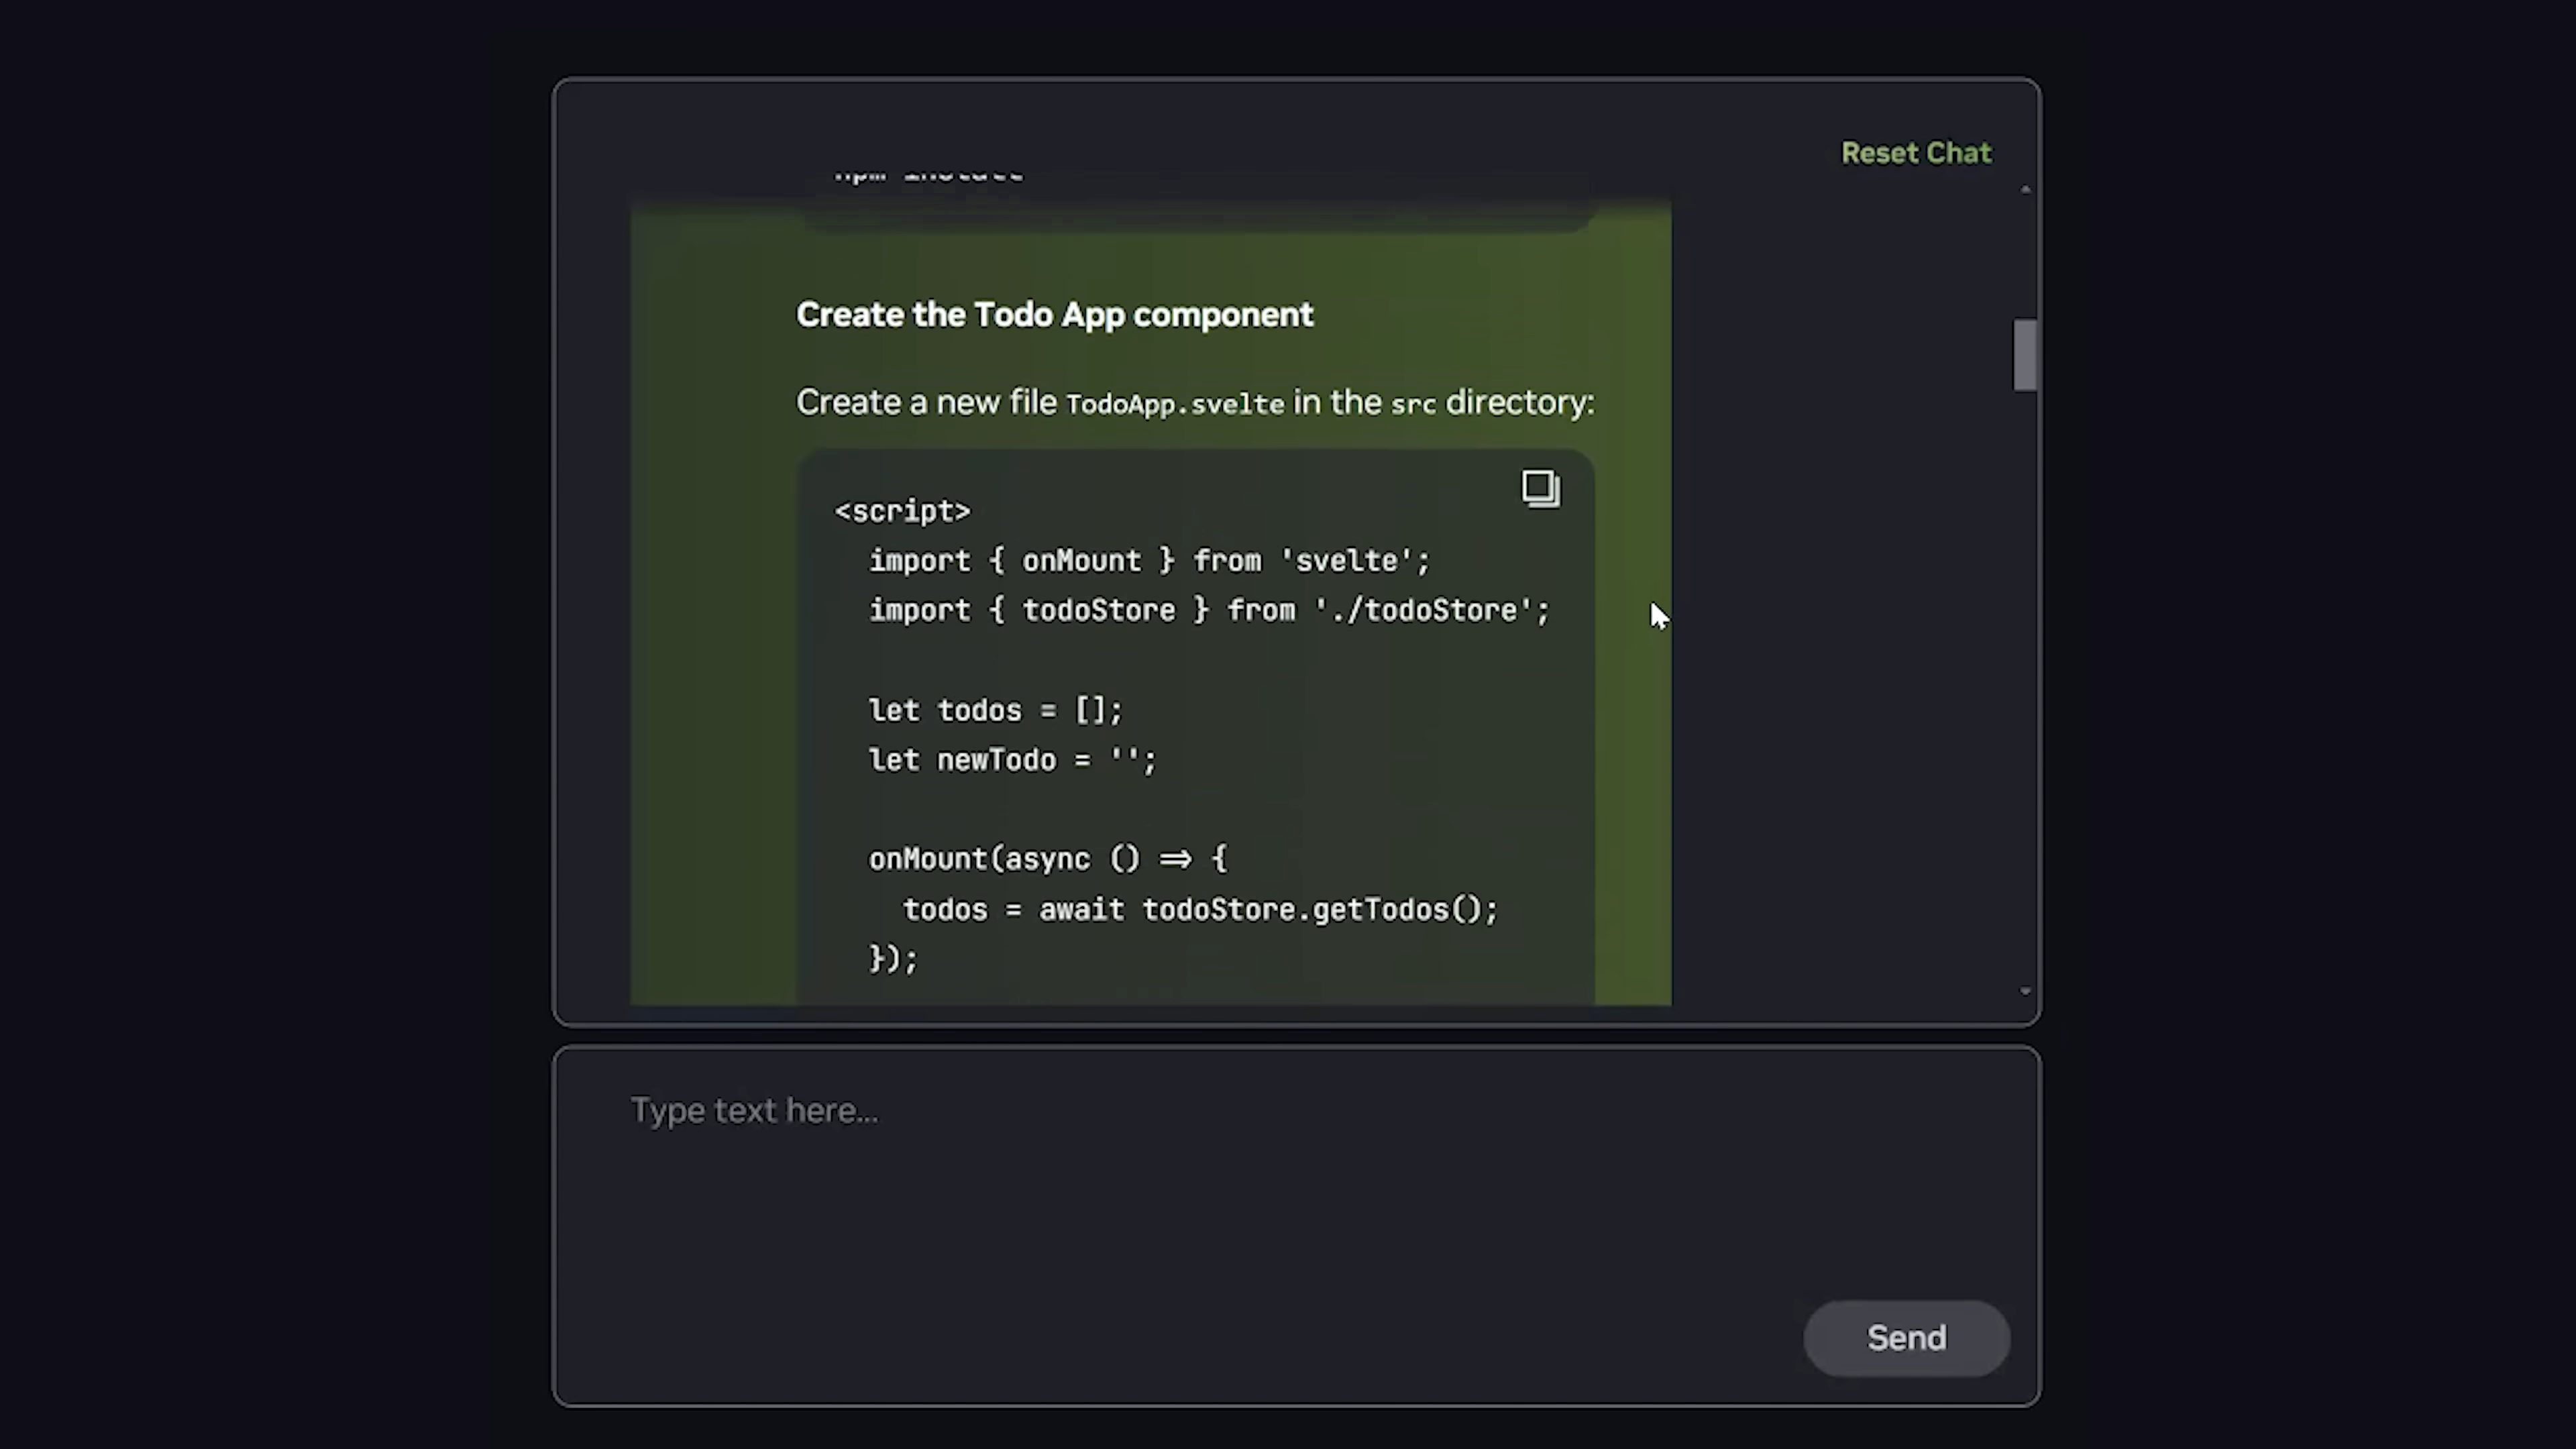 Reset Chat
npm install
Create the Todo App component
Create a new file TodoApp.svelte in the src directory:
<script>
import { onMount } from 'svelte';
import { todoStore } from './todoStore';
let todos = [];
let newTodo = '';
onMount(async () => {
todos = await todoStore.getTodos();
});
Type text here...
Send